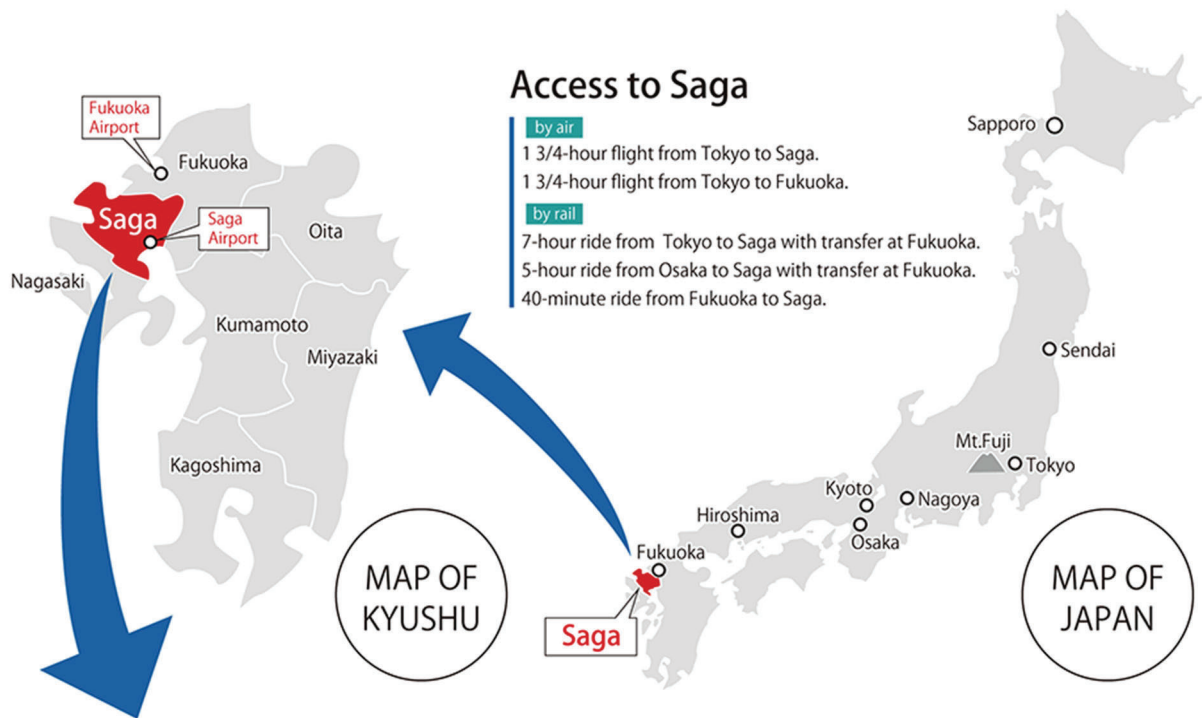 Fukuoka
Airport
Fukuoka
Saga
Saga
Airport
Oita
Nagasaki
Kumamoto
Miyazaki
Kagoshima
MAP OF
KYUSHU
Access to Saga
by air
1 3/4-hour flight from Tokyo to Saga.
1 3/4-hour flight from Tokyo to Fukuoka.
by rail
7-hour ride from Tokyo to Saga with transfer at Fukuoka.
5-hour ride from Osaka to Saga with transfer at Fukuoka.
40-minute ride from Fukuoka to Saga.
Sapporo
Sendai
Mt.Fuji
Tokyo
Kyoto
Nagoya
Hiroshima
Osaka
Fukuoka
Saga
MAP OF
JAPAN